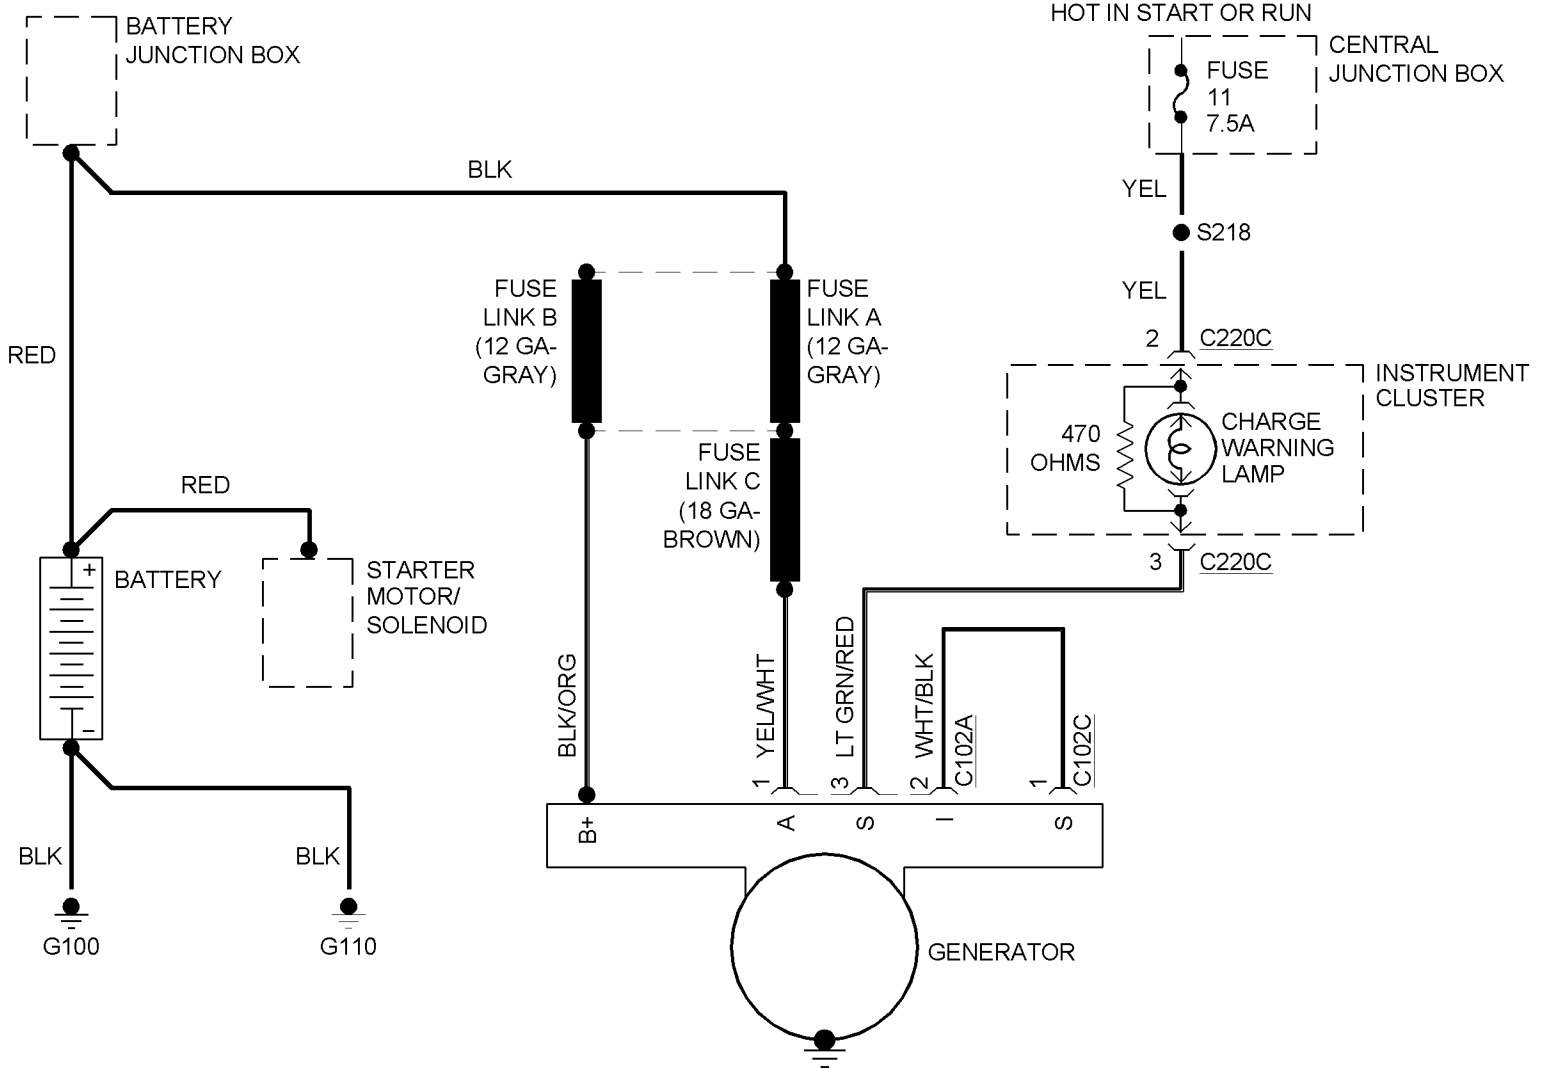 HOT IN START OR RUN
BATTERY
JUNCTION BOX
FUSE
11
7.5A
CENTRAL
JUNCTION BOX
BLK
YEL
S218
YEL
2
C220C
FUSE
LINK B
(12 GA-
GRAY)
FUSE
LINK A
(12 GA-
GRAY)
RED
INSTRUMENT
CLUSTER
470
OHMS
CHARGE
WARNING
LAMP
FUSE
LINK C
(18 GA-
BROWN)
RED
3
C220C
+
BATTERY
−
STARTER
MOTOR/
SOLENOID
BLK/ORG
YEL/WHT
LT GRN/RED
WHT/BLK
C102A
C102C
1
3
2
1
B+
A
S
I
S
BLK
BLK
G100
G110
GENERATOR